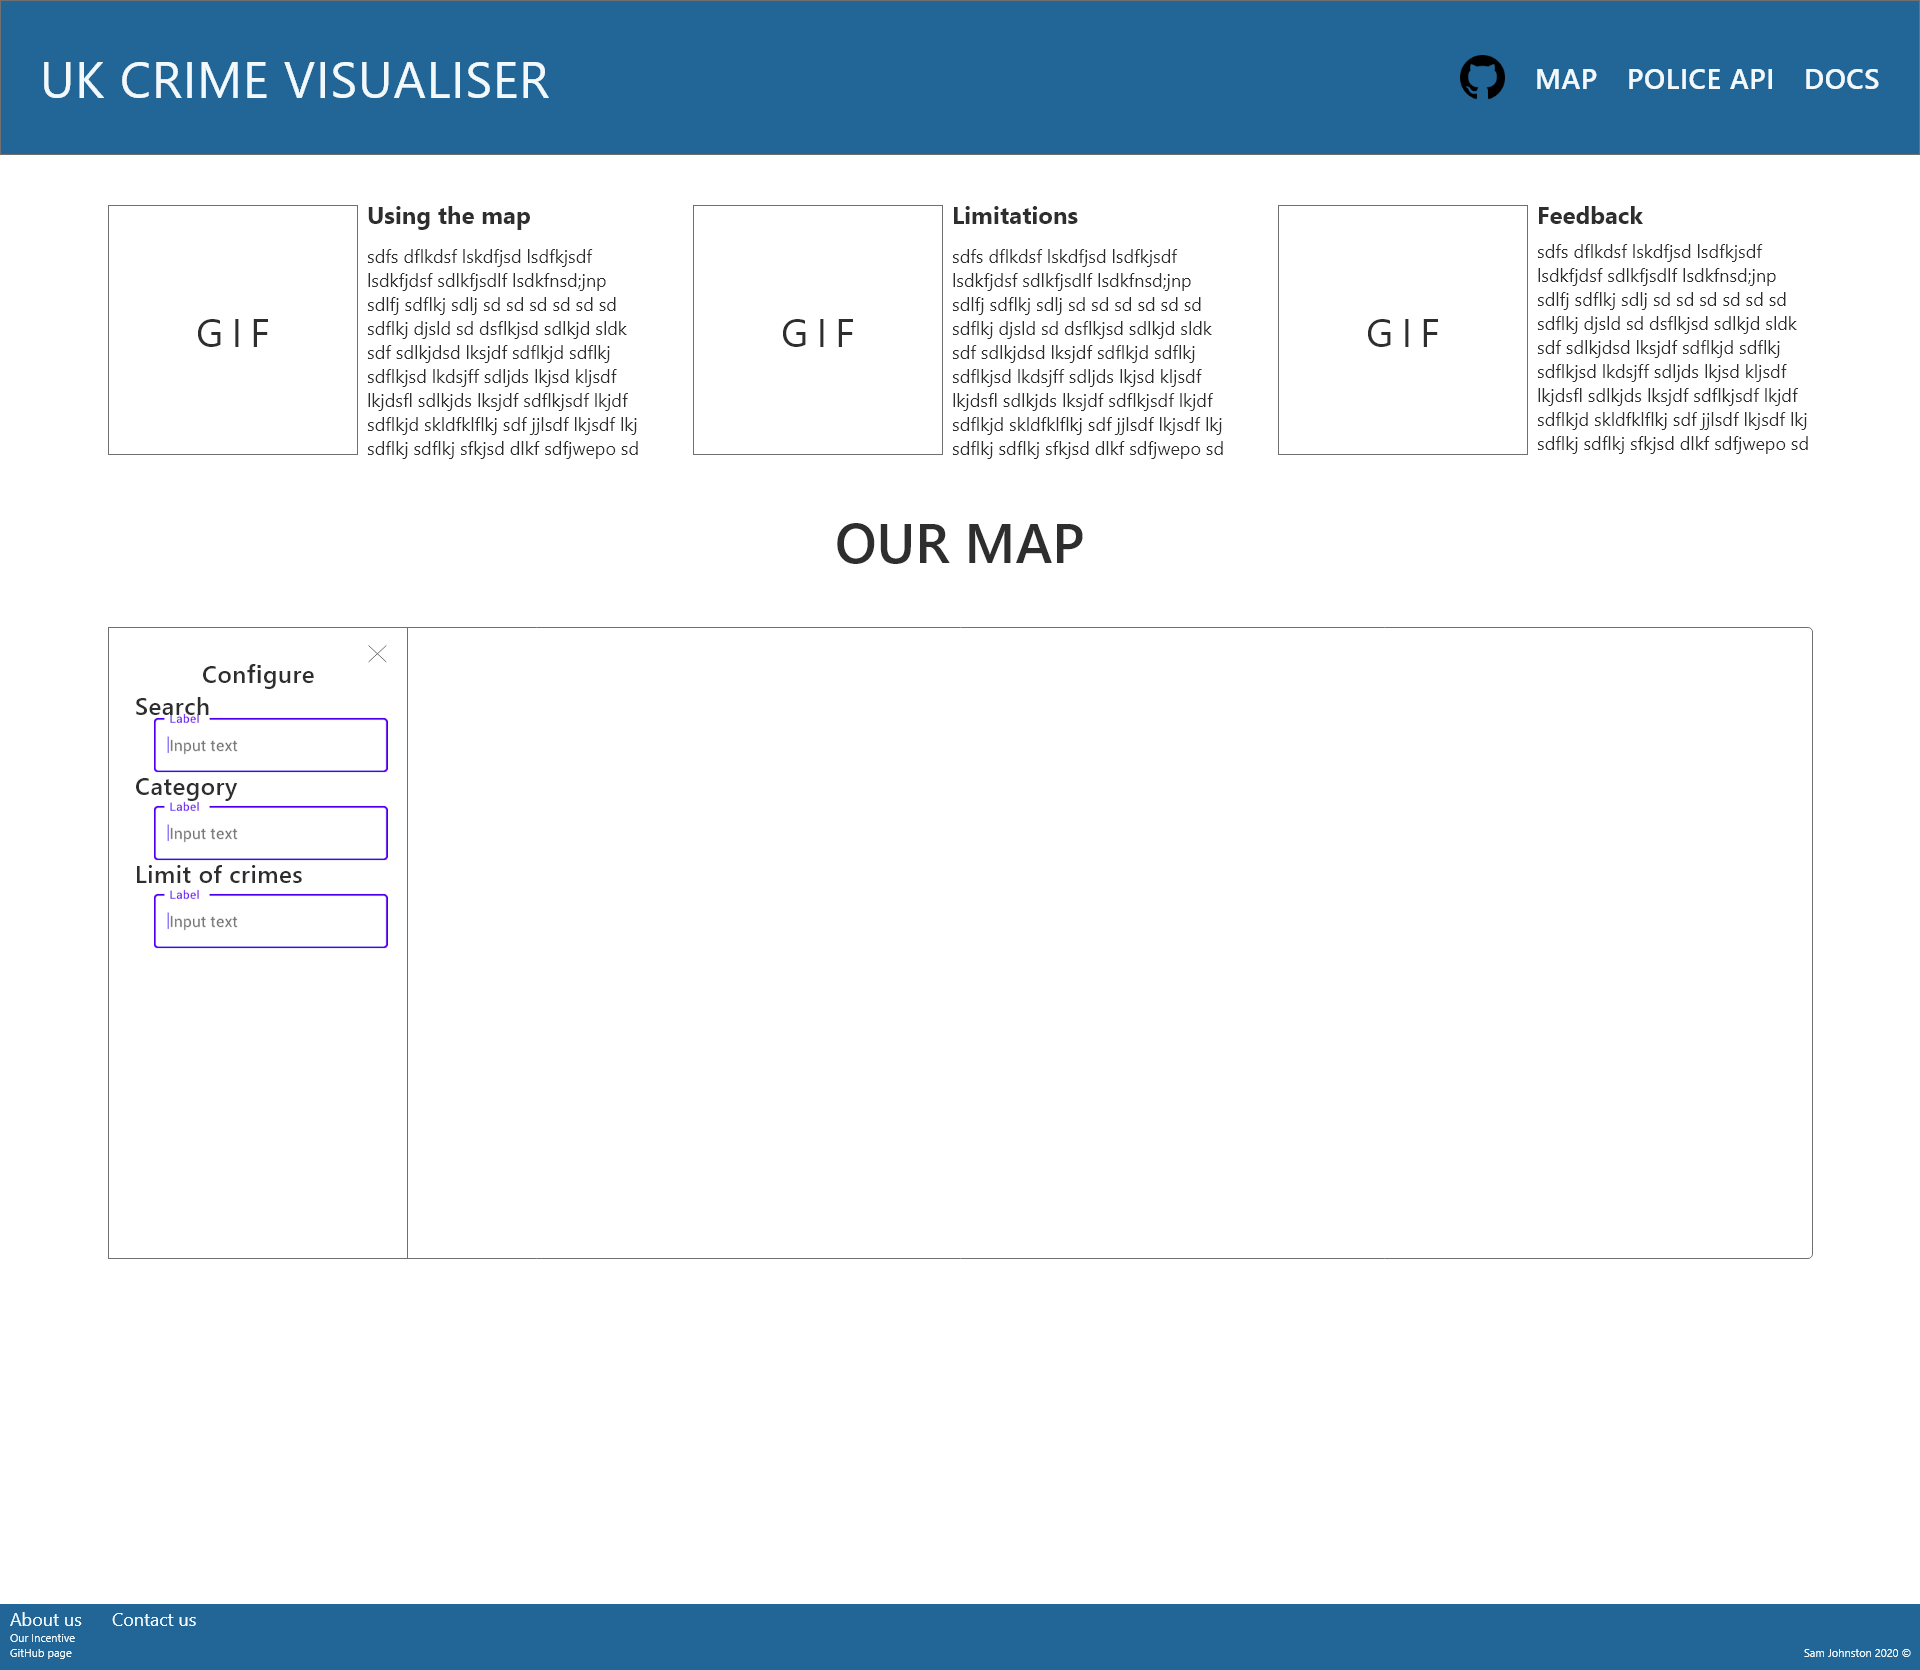 UK CRIME VISUALISER
MAP POLICE API DOCS
GIF
Using the map
sdfs dflkdsf lskdfjsd lsdfkjsdf
lsdkfjdsf sdlkfjsdlf lsdkfnsd;jnp
sdlfj sdflkj sdlj sd sd sd sd sd sd
sdflkj djsld sd dsflkjsd sdlkjd sldk
sdf sdlkjdsd lksjdf sdflkjd sdflkj
sdflkjsd lkdsjff sdljds lkjsd kljsdf
lkjdsfl sdlkjds lksjdf sdflkjsdf lkjdf
sdflkjd skldfklflkj sdf jjlsdf lkjsdf lkj
sdflkj sdflkj sfkjsd dlkf sdfjwepo sd
GIF
Limitations
sdfs dflkdsf lskdfjsd lsdfkjsdf
lsdkfjdsf sdlkfjsdlf lsdkfnsd;jnp
sdlfj sdflkj sdlj sd sd sd sd sd sd
sdflkj djsld sd dsflkjsd sdlkjd sldk
sdf sdlkjdsd lksjdf sdflkjd sdflkj
sdflkjsd lkdsjff sdljds lkjsd kljsdf
lkjdsfl sdlkjds lksjdf sdflkjsdf lkjdf
sdflkjd skldfklflkj sdf jjlsdf lkjsdf lkj
sdflkj sdflkj sfkjsd dlkf sdfjwepo sd
GIF
Feedback
sdfs dflkdsf lskdfjsd lsdfkjsdf
lsdkfjdsf sdlkfjsdlf lsdkfnsd;jnp
sdlfj sdflkj sdlj sd sd sd sd sd sd
sdflkj djsld sd dsflkjsd sdlkjd sldk
sdf sdlkjdsd lksjdf sdflkjd sdflkj
sdflkjsd lkdsjff sdljds lkjsd kljsdf
lkjdsfl sdlkjds lksjdf sdflkjsdf lkjdf
sdflkjd skldfklflkj sdf jjlsdf lkjsdf lkj
sdflkj sdflkj sfkjsd dlkf sdfjwepo sd
OUR MAP
Configure
Search
Label
Input text
Category
Label
Input text
Limit of crimes
Label
Input text
About us
Our Incentive
GitHub page
Contact us
Sam Johnston 2020 ©